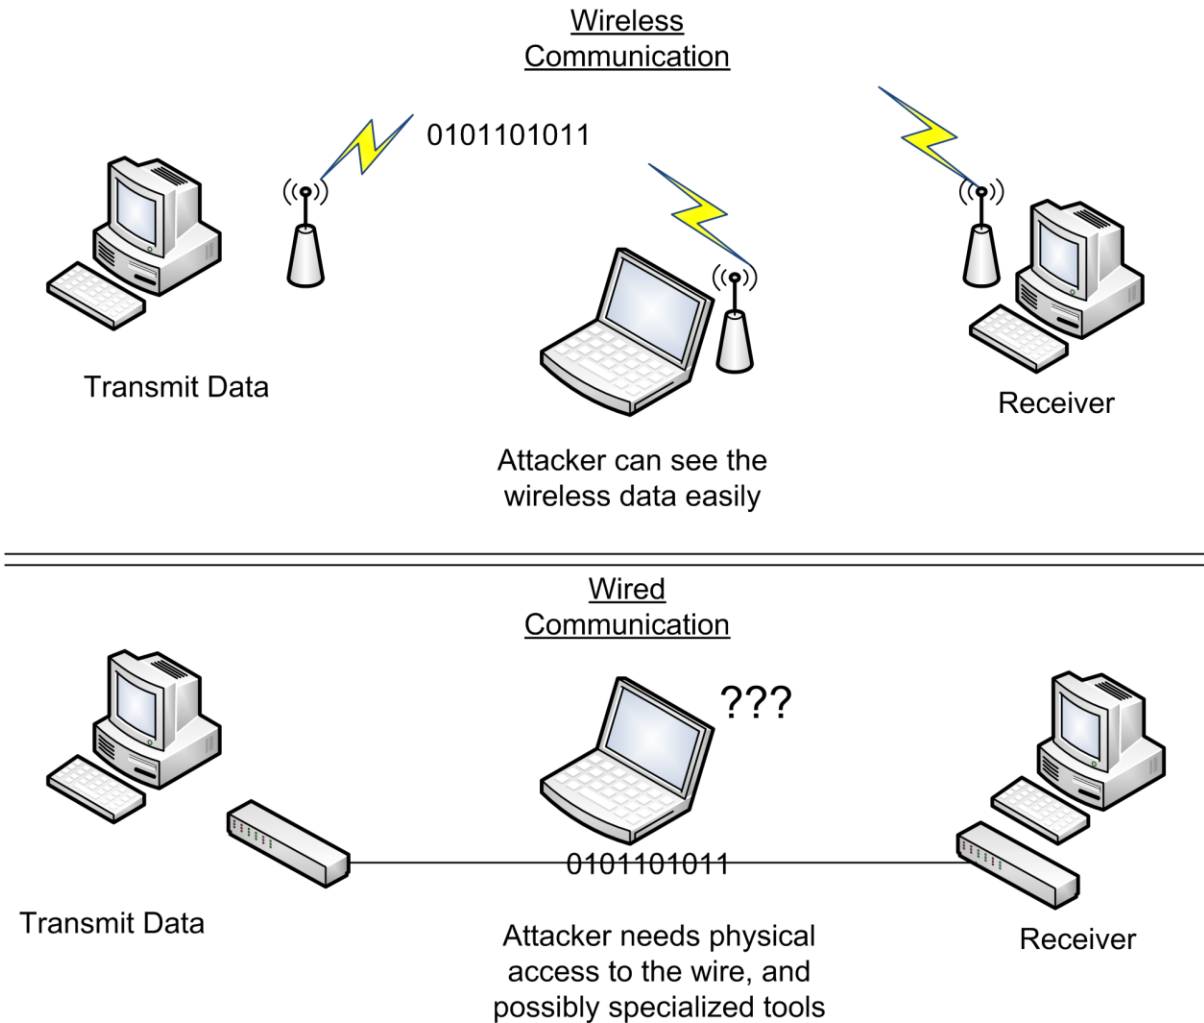 Wireless
Communication
0101101011
Transmit Data
Receiver
Attacker can see the
wireless data easily
Wired
Communication
???
0101101011
Transmit Data
Receiver
Attacker needs physical
access to the wire, and
possibly specialized tools